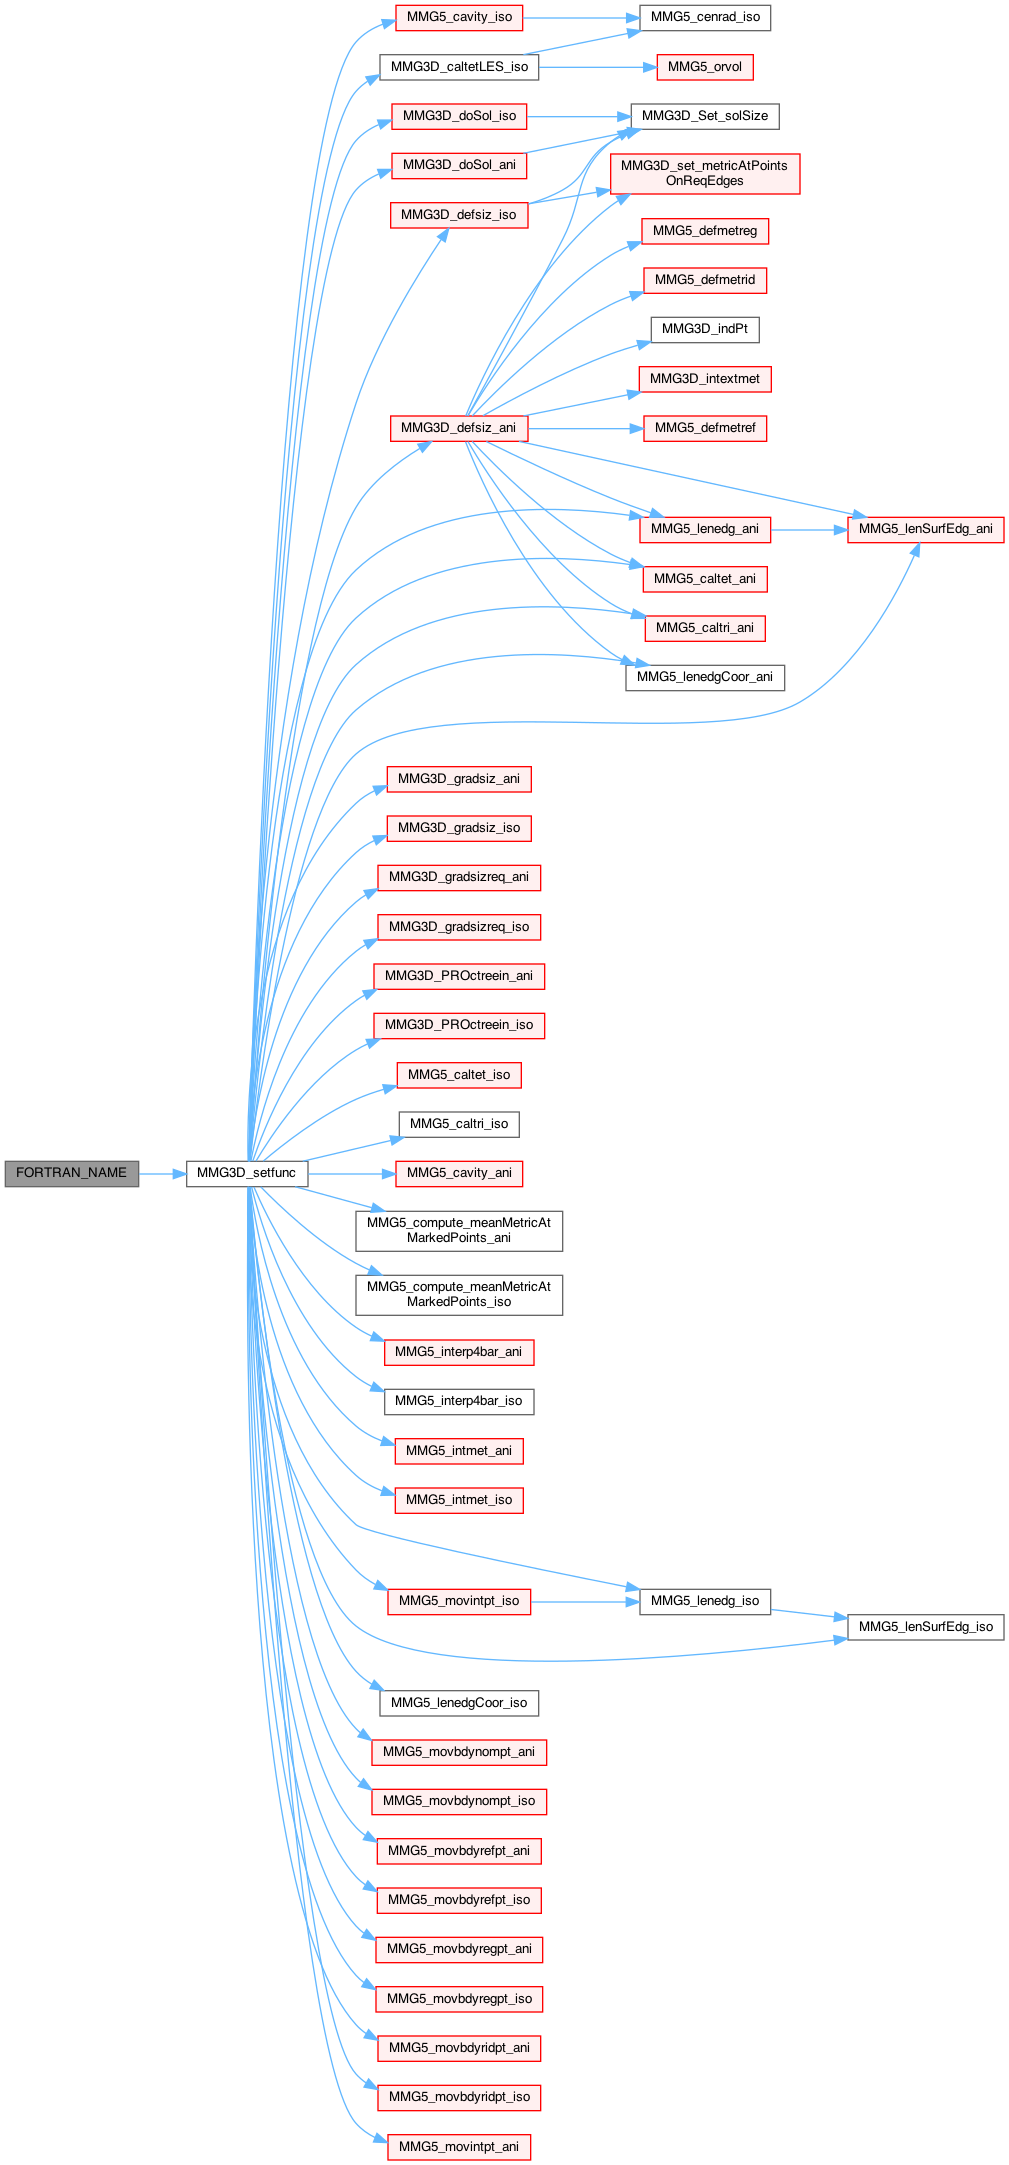 MMG5_cavity_iso
MMG5_cenrad_iso
MMG3D_caltetLES_iso
MMG5_orvol
MMG3D_doSol_iso
MMG3D_Set_solSize
MMG3D_doSol_ani
MMG3D_set_metricAtPoints
OnReqEdges
MMG3D_defsiz_iso
MMG5_defmetreg
MMG5_defmetrid
MMG3D_indPt
MMG3D_intextmet
MMG3D_defsiz_ani
MMG5_defmetref
MMG5_lenedg_ani
MMG5_lenSurfEdg_ani
MMG5_caltet_ani
MMG5_caltri_ani
MMG5_lenedgCoor_ani
MMG3D_gradsiz_ani
MMG3D_gradsiz_iso
MMG3D_gradsizreq_ani
MMG3D_gradsizreq_iso
MMG3D_PROctreein_ani
MMG3D_PROctreein_iso
MMG5_caltet_iso
MMG5_caltri_iso
FORTRAN_NAME
MMG3D_setfunc
MMG5_cavity_ani
MMG5_compute_meanMetricAt
MarkedPoints_ani
MMG5_compute_meanMetricAt
MarkedPoints_iso
MMG5_interp4bar_ani
MMG5_interp4bar_iso
MMG5_intmet_ani
MMG5_intmet_iso
MMG5_movintpt_iso
MMG5_lenedg_iso
MMG5_lenSurfEdg_iso
MMG5_lenedgCoor_iso
MMG5_movbdynompt_ani
MMG5_movbdynompt_iso
MMG5_movbdyrefpt_ani
MMG5_movbdyrefpt_iso
MMG5_movbdyregpt_ani
MMG5_movbdyregpt_iso
MMG5_movbdyridpt_ani
MMG5_movbdyridpt_iso
MMG5_movintpt_ani